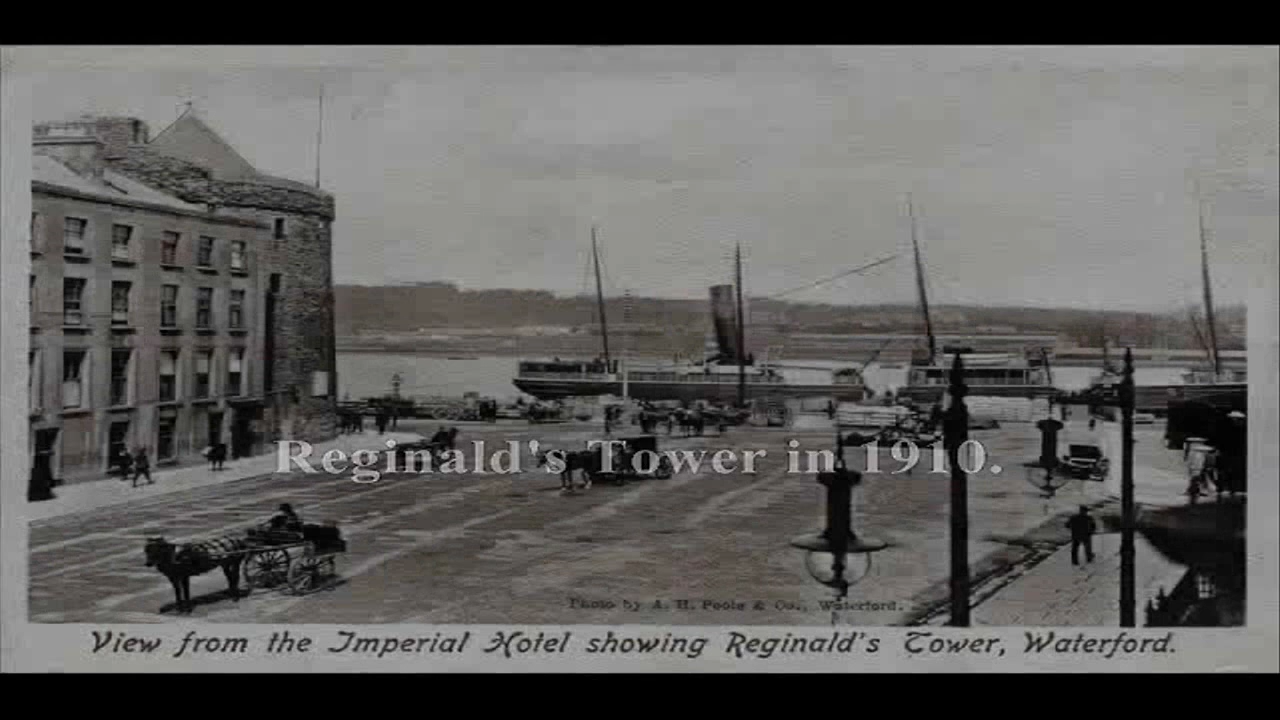 Reginald's Tower in 1910.
Photo by A. H. Poole & Co., Waterford.
View from the Imperial Hotel showing Reginald's Tower, Waterford.